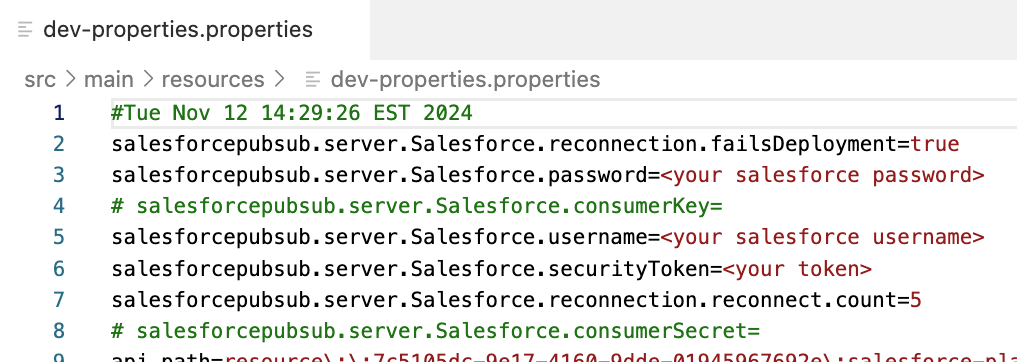 dev-properties.properties
src > main > resources > dev-properties.properties
1 #Tue Nov 12 14:29:26 EST 2024
2 salesforcepubsub.server.Salesforce.reconnection.failsDeployment=true
3 salesforcepubsub.server.Salesforce.password=<your salesforce password>
4 # salesforcepubsub.server.Salesforce.consumerKey=
5 salesforcepubsub.server.Salesforce.username=<your salesforce username>
6 salesforcepubsub.server.Salesforce.securityToken=<your token>
7 salesforcepubsub.server.Salesforce.reconnection.reconnect.count=5
8 # salesforcepubsub.server.Salesforce.consumerSecret=